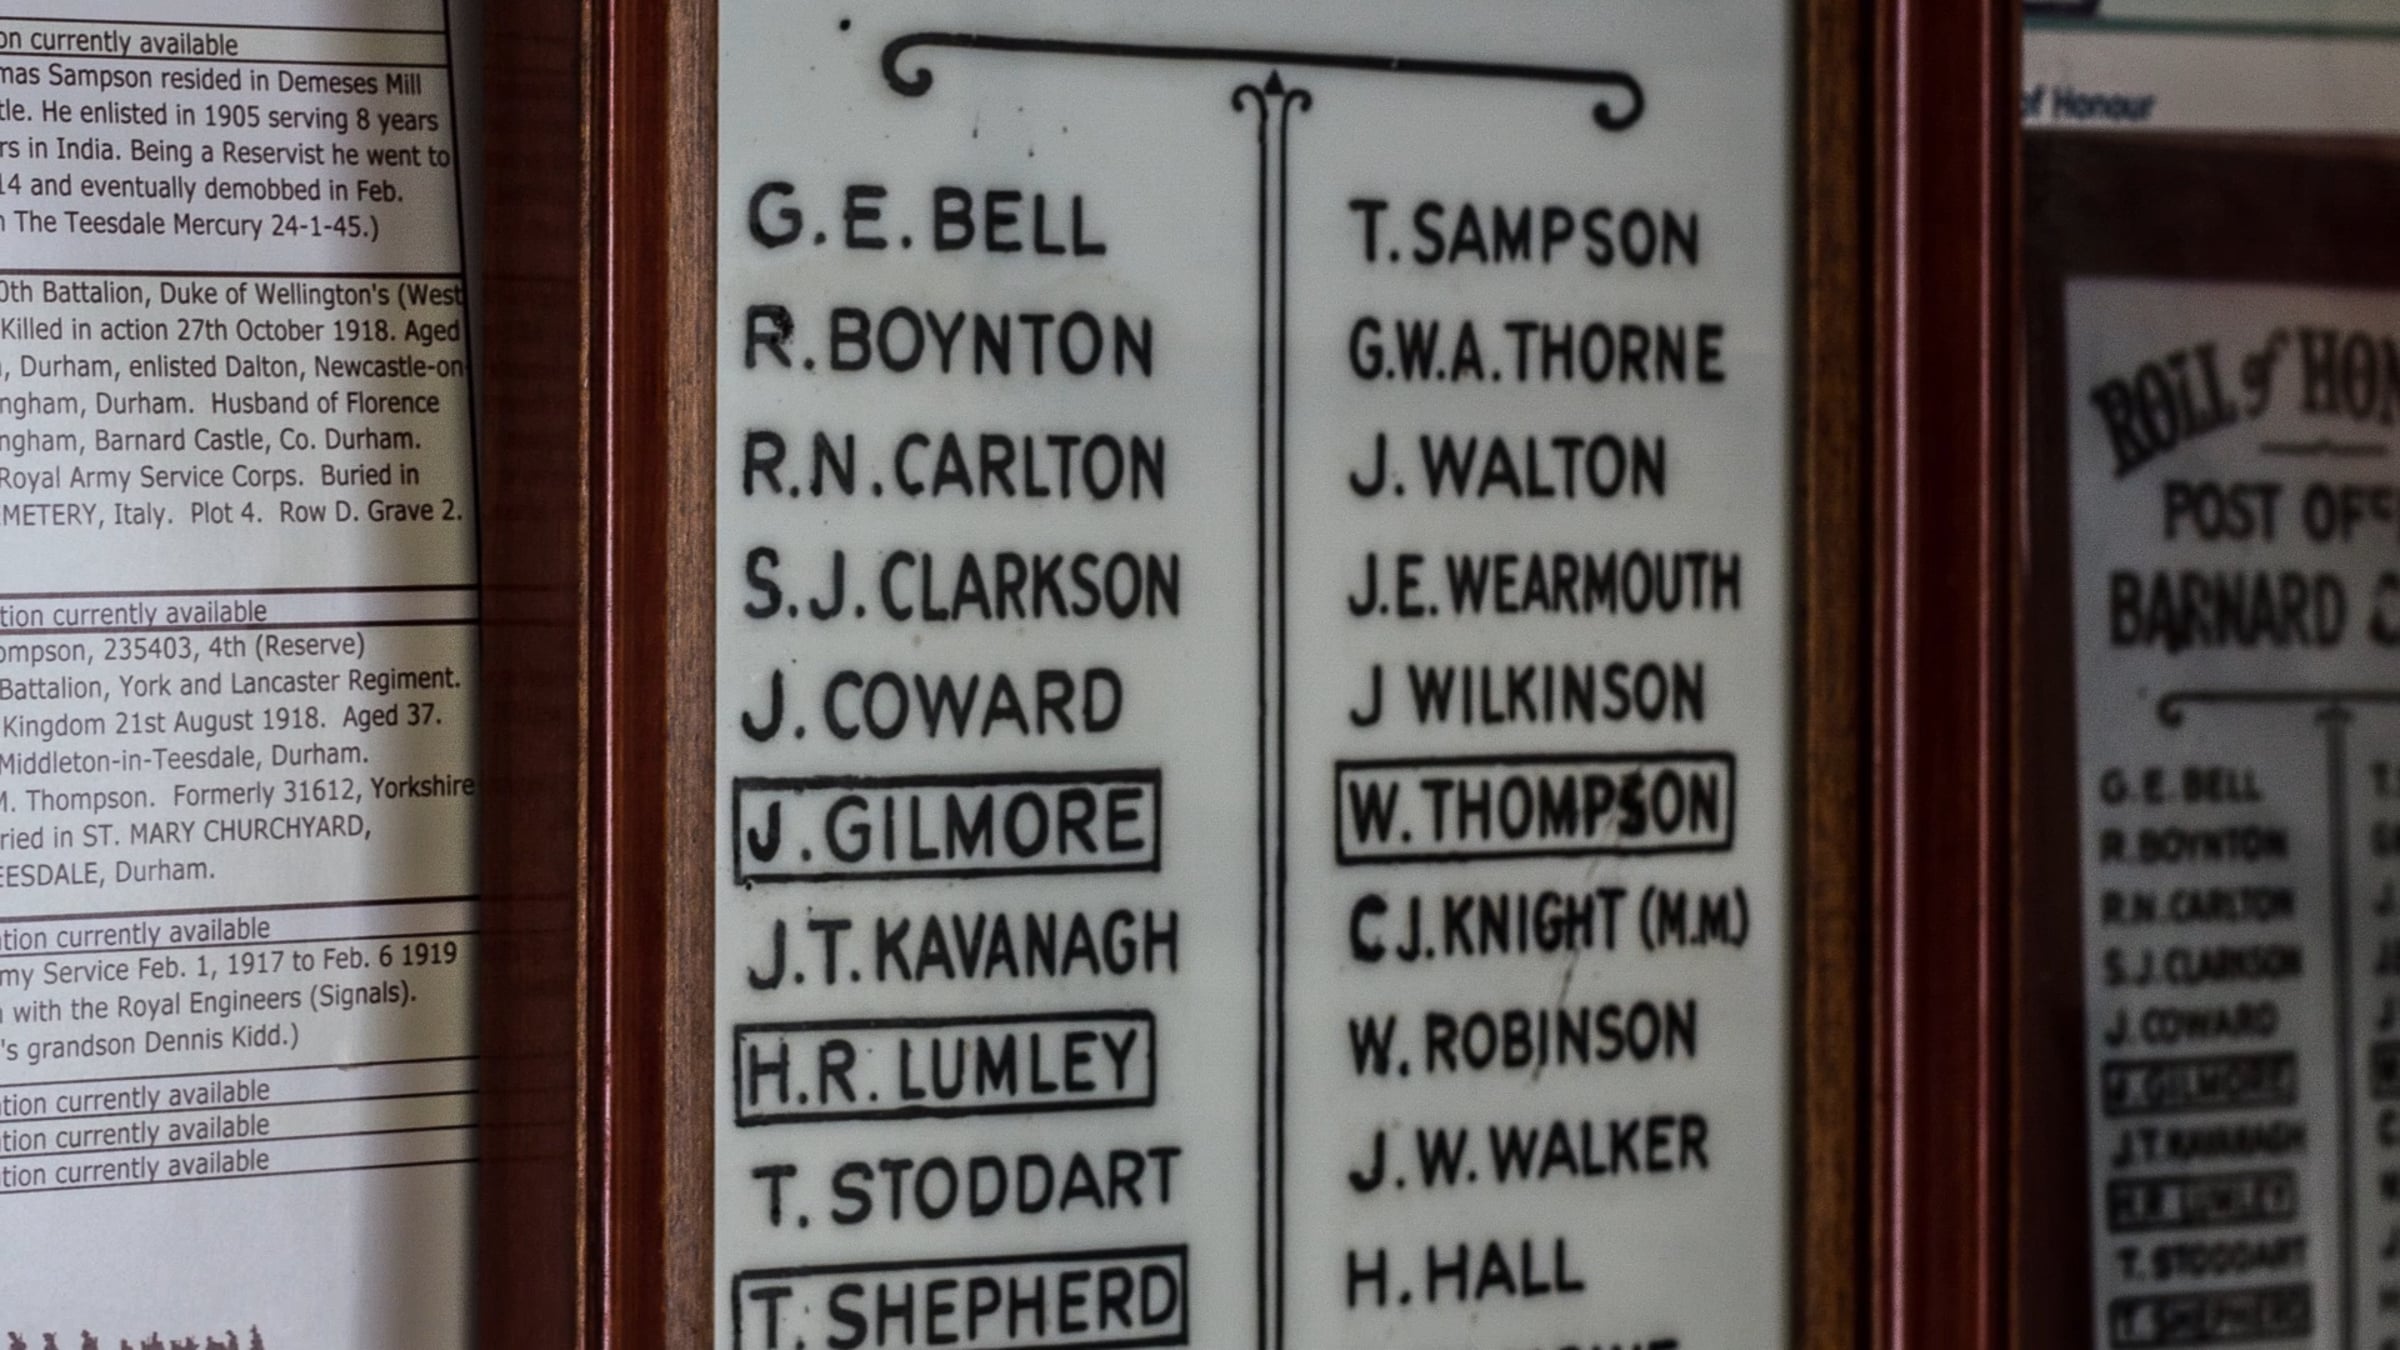 on currently available
mas Sampson resided in Demeses Mill
tle. He enlisted in 1905 serving 8 years
rs in India. Being a Reservist he went to
14 and eventually demobbed in Feb.
The Teesdale Mercury 24-1-45.)
0th Battalion, Duke of Wellington's (West
Killed in action 27th October 1918. Aged
, Durham, enlisted Dalton, Newcastle-on-
ngham, Durham. Husband of Florence
ngham, Barnard Castle, Co. Durham.
Royal Army Service Corps. Buried in
METERY, Italy. Plot 4. Row D. Grave 2.
tion currently available
ompson, 235403, 4th (Reserve)
Battalion, York and Lancaster Regiment.
Kingdom 21st August 1918. Aged 37.
Middleton-in-Teesdale, Durham.
M. Thompson. Formerly 31612, Yorkshire
ried in ST. MARY CHURCHYARD,
EESDALE, Durham.
tion currently available
my Service Feb. 1, 1917 to Feb. 6 1919
with the Royal Engineers (Signals).
's grandson Dennis Kidd.)
tion currently available
tion currently available
tion currently available
G. E. BELL
R. BOYNTON
R. N. CARLTON
S. J. CLARKSON
J. COWARD
J. GILMORE
J. T. KAVANAGH
H. R. LUMLEY
T. STODDART
T. SHEPHERD
T. SAMPSON
G.W.A. THORNE
J. WALTON
J.E. WEARMOUTH
J WILKINSON
W. THOMPSON
C J. KNIGHT (M.M)
W. ROBINSON
J. W. WALKER
H. HALL
of Honour
ROLL of HON
POST OFF
BARNARD C
G. E. BELL
R. BOYNTON
R.N. CARLTON
S.J. CLARKSON
J. COWARD
J. GILMORE
J.T. KAVANAGH
H.R. LUMLEY
T. STODDART
T. SHEPHERD